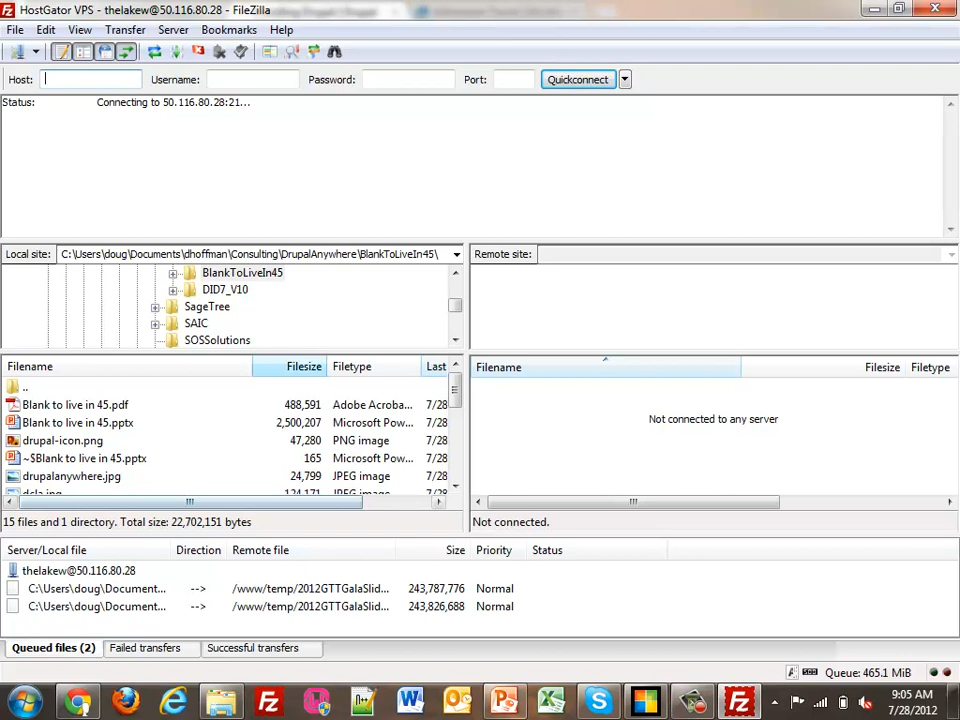 HostGator VPS - thelakew@50.116.80.28 - FileZilla
File Edit View Transfer Server Bookmarks Help
Host: Username: Password: Port: Quickconnect
Status: Connecting to 50.116.80.28:21...
Local site: C:\Users\doug\Documents\dhoffman\Consulting\DrupalAnywhere\BlankToLiveIn45\ Remote site:
BlankToLiveIn45
DID7_V10
SageTree
SAIC
SOSSolutions
Filename Filesize Filetype Last Filename Filesize Filetype
..
Blank to live in 45.pdf 488,591 Adobe Acroba... 7/28
Blank to live in 45.pptx 2,500,207 Microsoft Pow... 7/28
drupal-icon.png 47,280 PNG image 7/28
~$Blank to live in 45.pptx 165 Microsoft Pow... 7/28
drupalanywhere.jpg 24,799 JPEG image 7/28
dcla.jpg 124,171 JPEG image 7/28
Not connected to any server
15 files and 1 directory. Total size: 22,702,151 bytes Not connected.
Server/Local file Direction Remote file Size Priority Status
thelakew@50.116.80.28
C:\Users\doug\Document... --> /www/temp/2012GTTGalaSlid... 243,787,776 Normal
C:\Users\doug\Document... --> /www/temp/2012GTTGalaSlid... 243,826,688 Normal
Queued files (2) Failed transfers Successful transfers
Queue: 465.1 MiB
9:05 AM
7/28/2012